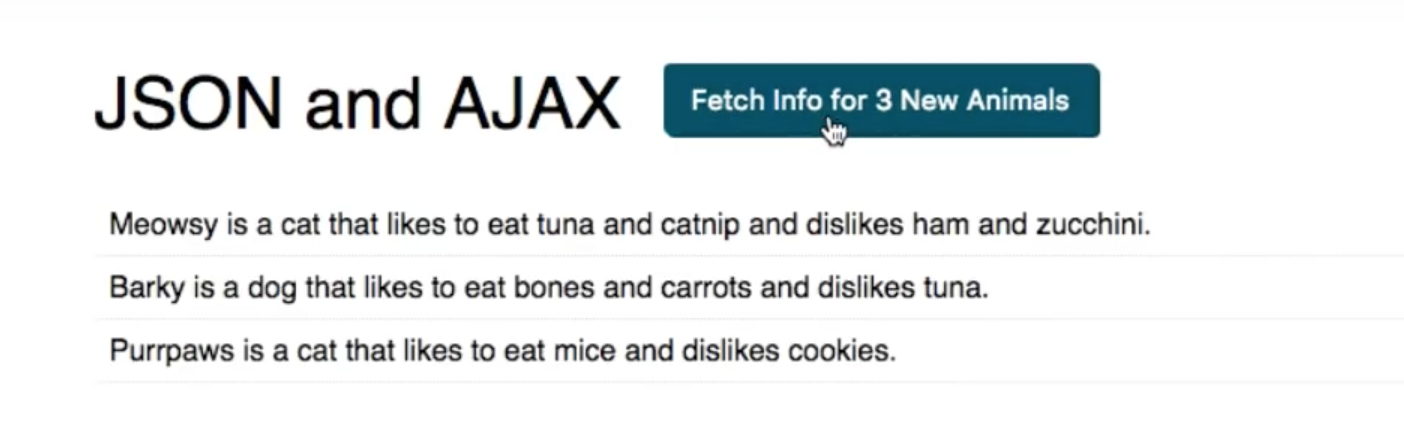 JSON and AJAX Fetch Info for 3 New Animals
Meowsy is a cat that likes to eat tuna and catnip and dislikes ham and zucchini.
Barky is a dog that likes to eat bones and carrots and dislikes tuna.
Purrpaws is a cat that likes to eat mice and dislikes cookies.